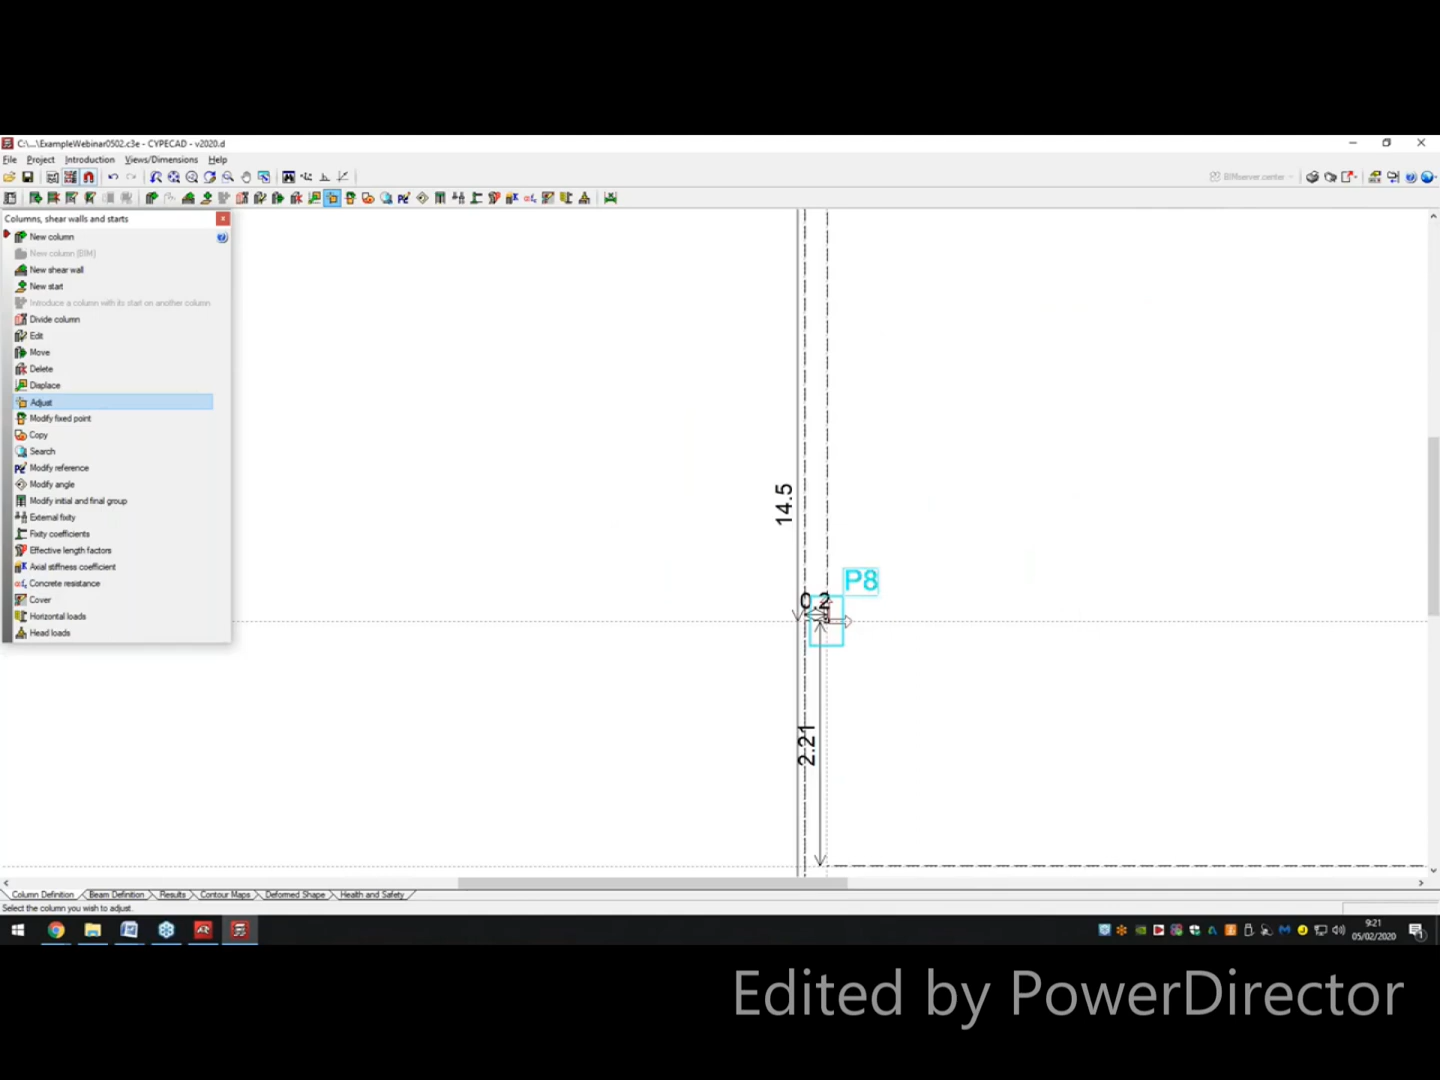 C:\...\ExampleWebinar0502.c3e - CYPECAD - v2020.d
File Project Introduction Views/Dimensions Help
BIMserver.center
Columns, shear walls and starts
New column
New column (BIM)
New shear wall
New start
Introduce a column with its start on another column
Divide column
Edit
Move
Delete
Displace
Adjust
Modify fixed point
Copy
Search
Modify reference
Modify angle
Modify initial and final group
External fixity
Fixity coefficients
Effective length factors
Axial stiffness coefficient
Concrete resistance
Cover
Horizontal loads
Head loads
14.5
P8
0.2
2.21
Column Definition Beam Definition Results Contour Maps Deformed Shape Health and Safety
Select the column you wish to adjust.
9:21
05/02/2020
Edited by PowerDirector